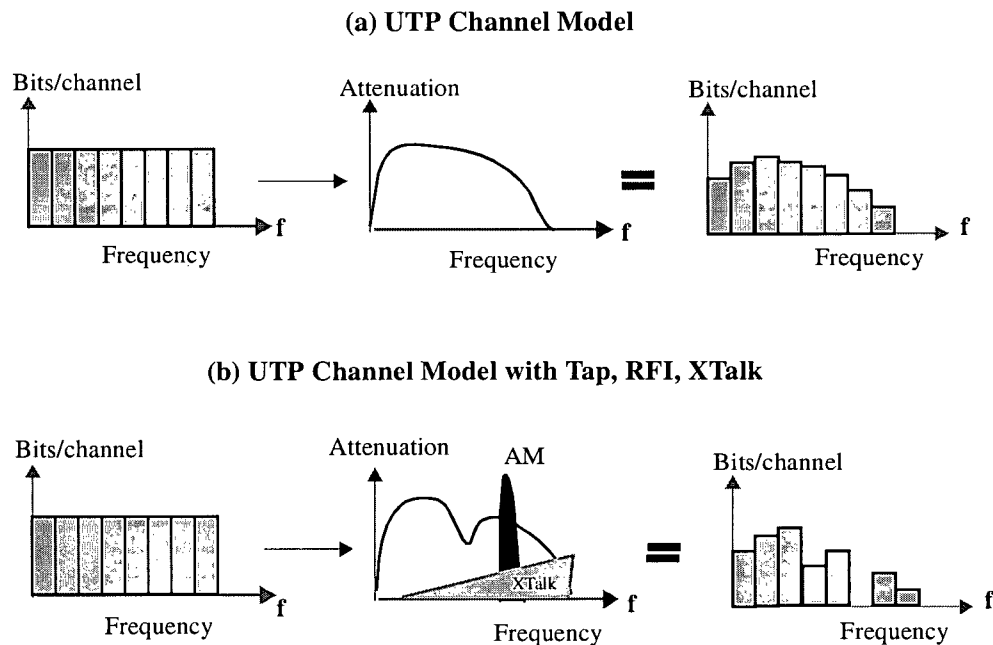 (a) UTP Channel Model
Bits/channel
f
Frequency
Attenuation
f
Frequency
=
Bits/channel
f
Frequency
(b) UTP Channel Model with Tap, RFI, XTalk
Bits/channel
f
Frequency
Attenuation
AM
XTalk
f
Frequency
=
Bits/channel
f
Frequency